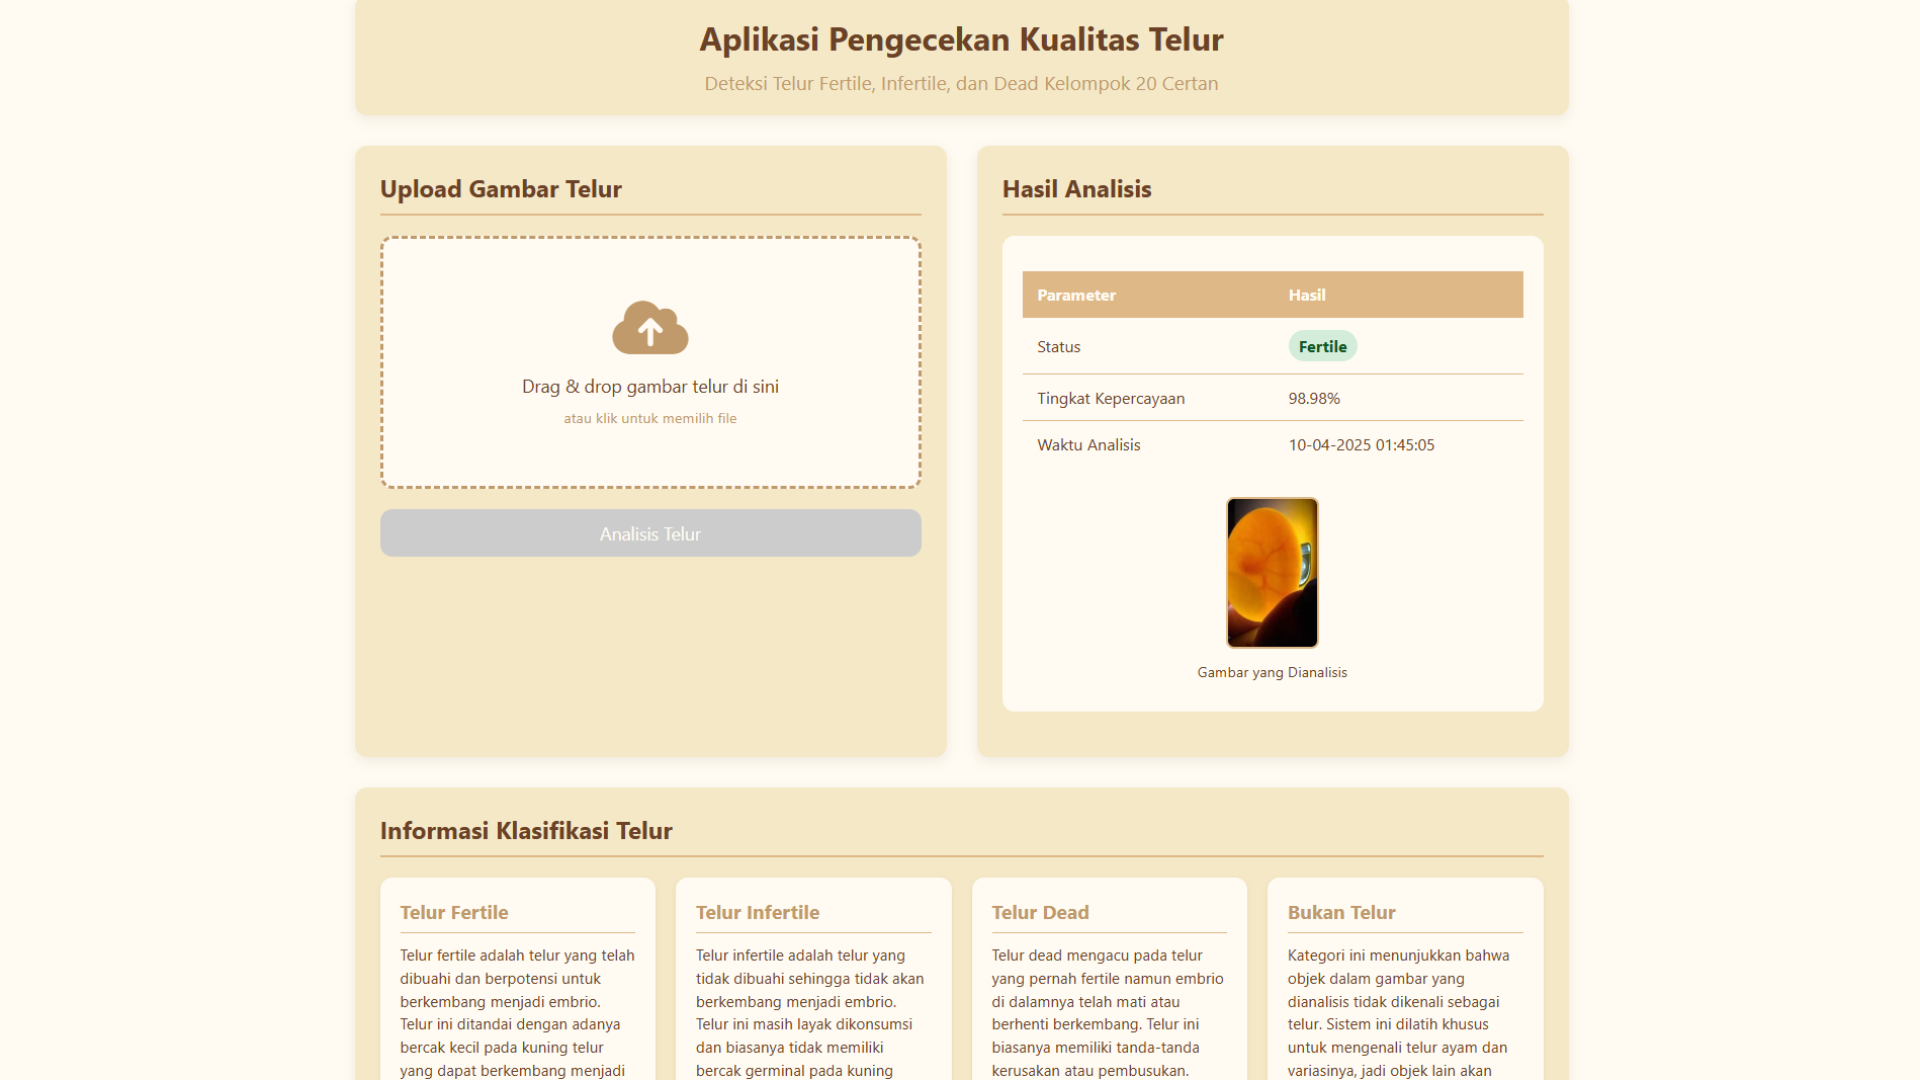 Aplikasi Pengecekan Kualitas Telur
Deteksi Telur Fertile, Infertile, dan Dead Kelompok 20 Certan
Upload Gambar Telur
Drag & drop gambar telur di sini
atau klik untuk memilih file
Analisis Telur
Hasil Analisis
Parameter Hasil
Status Fertile
Tingkat Kepercayaan 98.98%
Waktu Analisis 10-04-2025 01:45:05
Gambar yang Dianalisis
Informasi Klasifikasi Telur
Telur Fertile
Telur fertile adalah telur yang telah
dibuahi dan berpotensi untuk
berkembang menjadi embrio.
Telur ini ditandai dengan adanya
bercak kecil pada kuning telur
yang dapat berkembang menjadi
Telur Infertile
Telur infertile adalah telur yang
tidak dibuahi sehingga tidak akan
berkembang menjadi embrio.
Telur ini masih layak dikonsumsi
dan biasanya tidak memiliki
bercak germinal pada kuning
Telur Dead
Telur dead mengacu pada telur
yang pernah fertile namun embrio
di dalamnya telah mati atau
berhenti berkembang. Telur ini
biasanya memiliki tanda-tanda
kerusakan atau pembusukan.
Bukan Telur
Kategori ini menunjukkan bahwa
objek dalam gambar yang
dianalisis tidak dikenali sebagai
telur. Sistem ini dilatih khusus
untuk mengenali telur ayam dan
variasinya, jadi objek lain akan